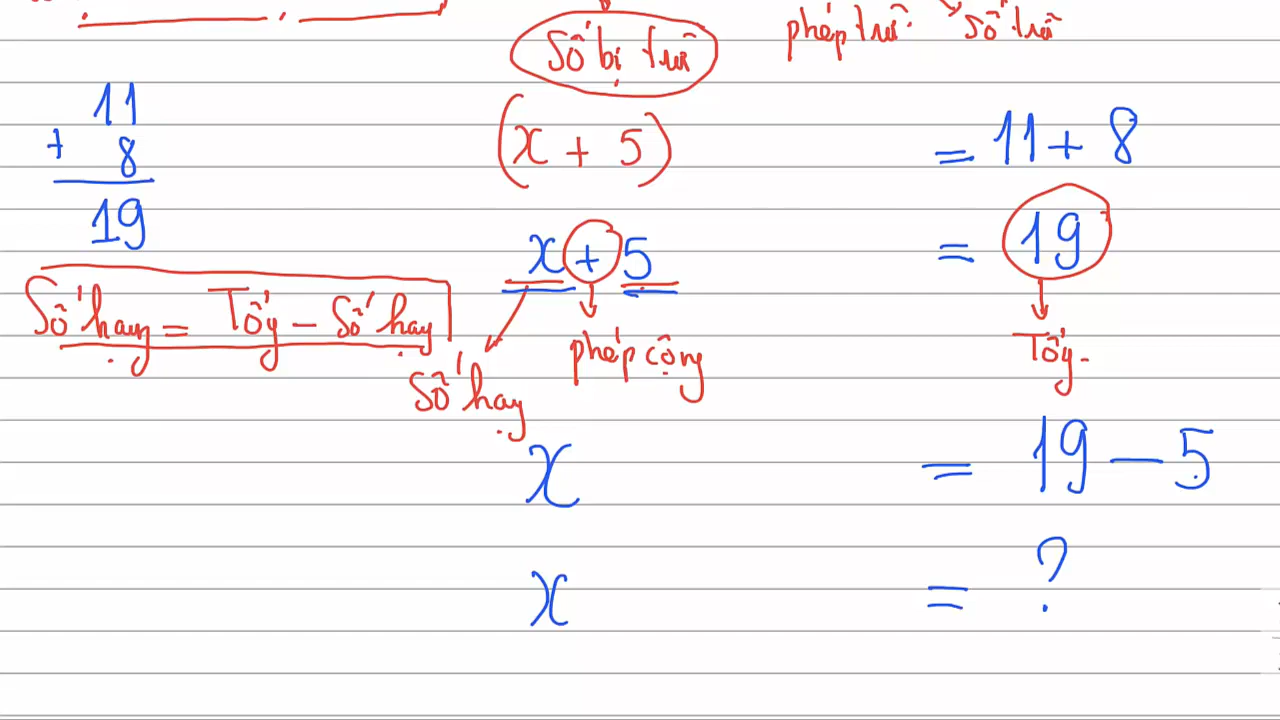 Số bị trừ phép trừ Số trừ
11
+ 8
19
(x + 5) = 11 + 8
x + 5 = 19
Số hạng = Tổng – Số hạng
Số hạng phép cộng Tổng
x = 19 – 5
x = ?